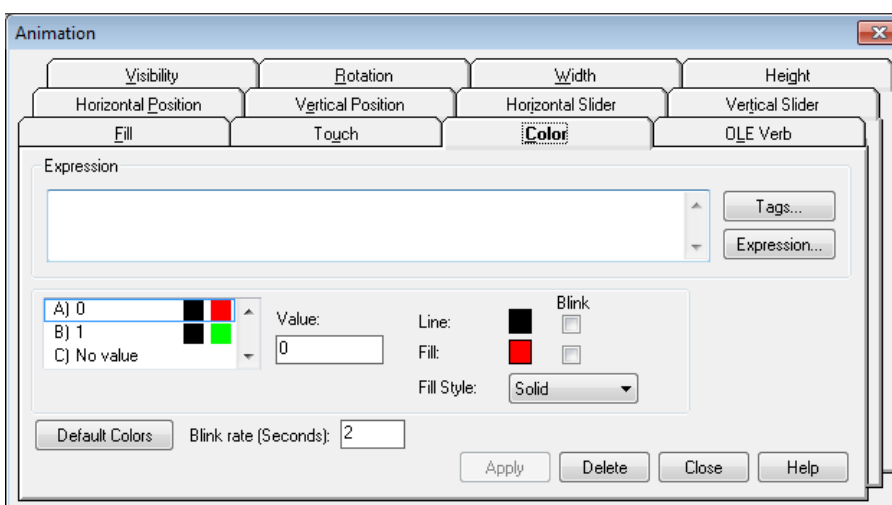 Animation
Visibility Rotation Width Height
Horizontal Position Vertical Position Horizontal Slider Vertical Slider
Fill Touch Color OLE Verb
Expression
Tags...
Expression...
A) 0
B) 1
C) No value
Value:
0
Blink
Line:
Fill:
Fill Style: Solid
Default Colors Blink rate (Seconds): 2
Apply Delete Close Help